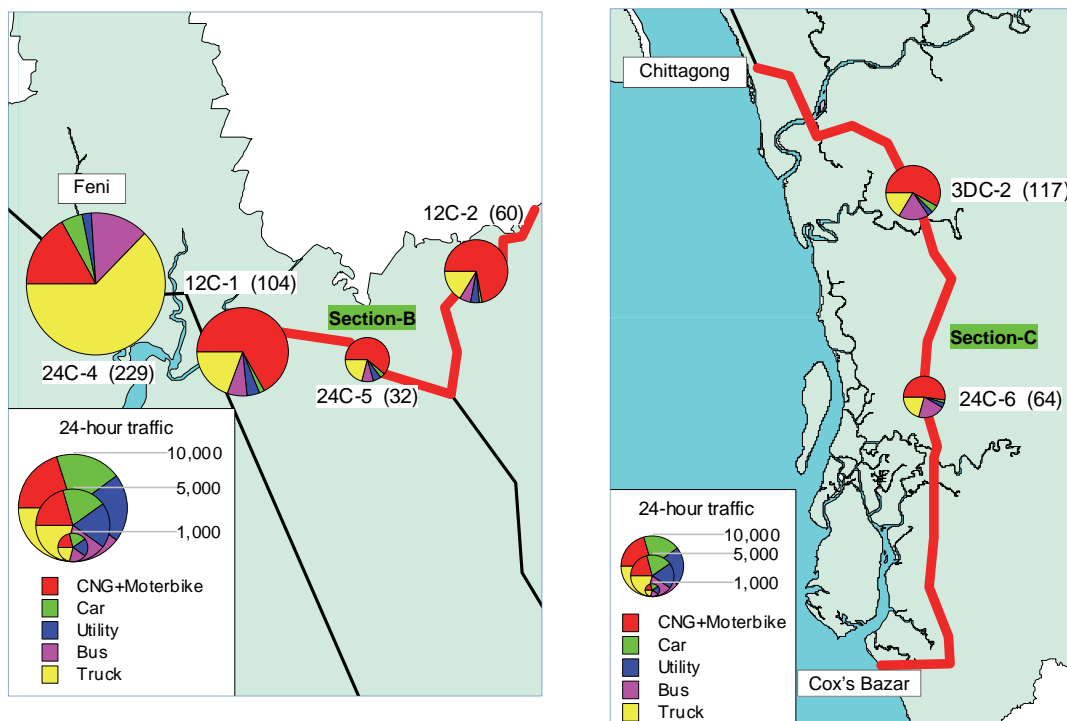 Feni
12C-2 (60)
12C-1 (104)
Section-B
24C-4 (229)
24C-5 (32)
24-hour traffic
10,000
5,000
1,000
CNG+Moterbike
Car
Utility
Bus
Truck
Chittagong
3DC-2 (117)
Section-C
24C-6 (64)
24-hour traffic
10,000
5,000
1,000
CNG+Moterbike
Car
Utility
Bus
Truck
Cox's Bazar